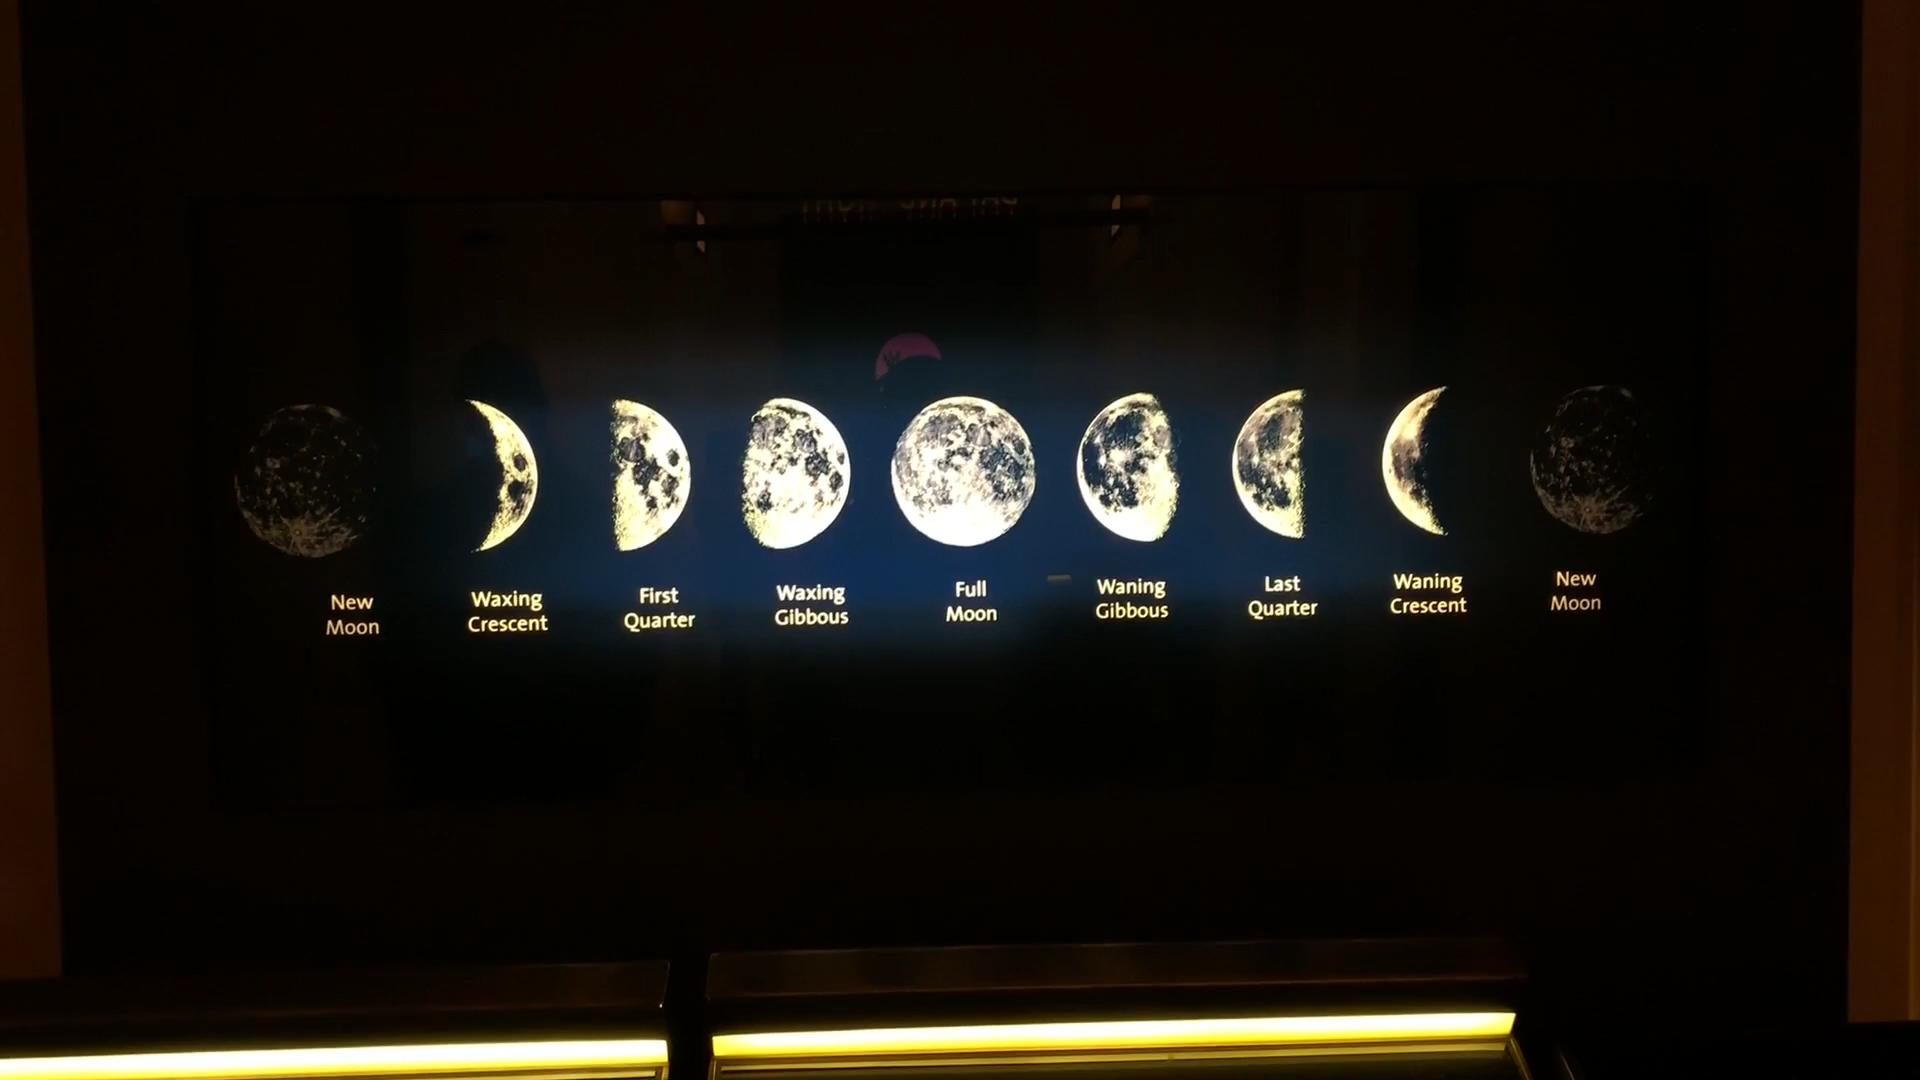 New
Moon
Waxing
Crescent
First
Quarter
Waxing
Gibbous
Full
Moon
Waning
Gibbous
Last
Quarter
Waning
Crescent
New
Moon